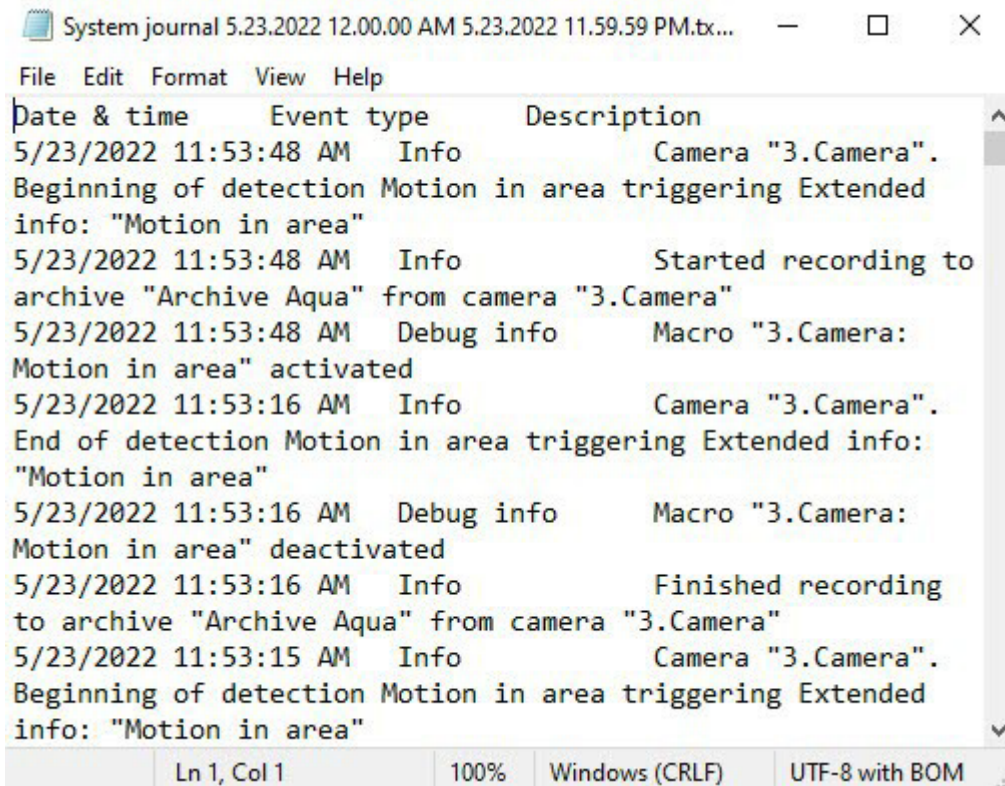 System journal 5.23.2022 12.00.00 AM 5.23.2022 11.59.59 PM.tx...
File Edit Format View Help
Date & time Event type Description
5/23/2022 11:53:48 AM Info Camera "3.Camera".
Beginning of detection Motion in area triggering Extended
info: "Motion in area"
5/23/2022 11:53:48 AM Info Started recording to
archive "Archive Aqua" from camera "3.Camera"
5/23/2022 11:53:48 AM Debug info Macro "3.Camera:
Motion in area" activated
5/23/2022 11:53:16 AM Info Camera "3.Camera".
End of detection Motion in area triggering Extended info:
"Motion in area"
5/23/2022 11:53:16 AM Debug info Macro "3.Camera:
Motion in area" deactivated
5/23/2022 11:53:16 AM Info Finished recording
to archive "Archive Aqua" from camera "3.Camera"
5/23/2022 11:53:15 AM Info Camera "3.Camera".
Beginning of detection Motion in area triggering Extended
info: "Motion in area"
Ln 1, Col 1 100% Windows (CRLF) UTF-8 with BOM